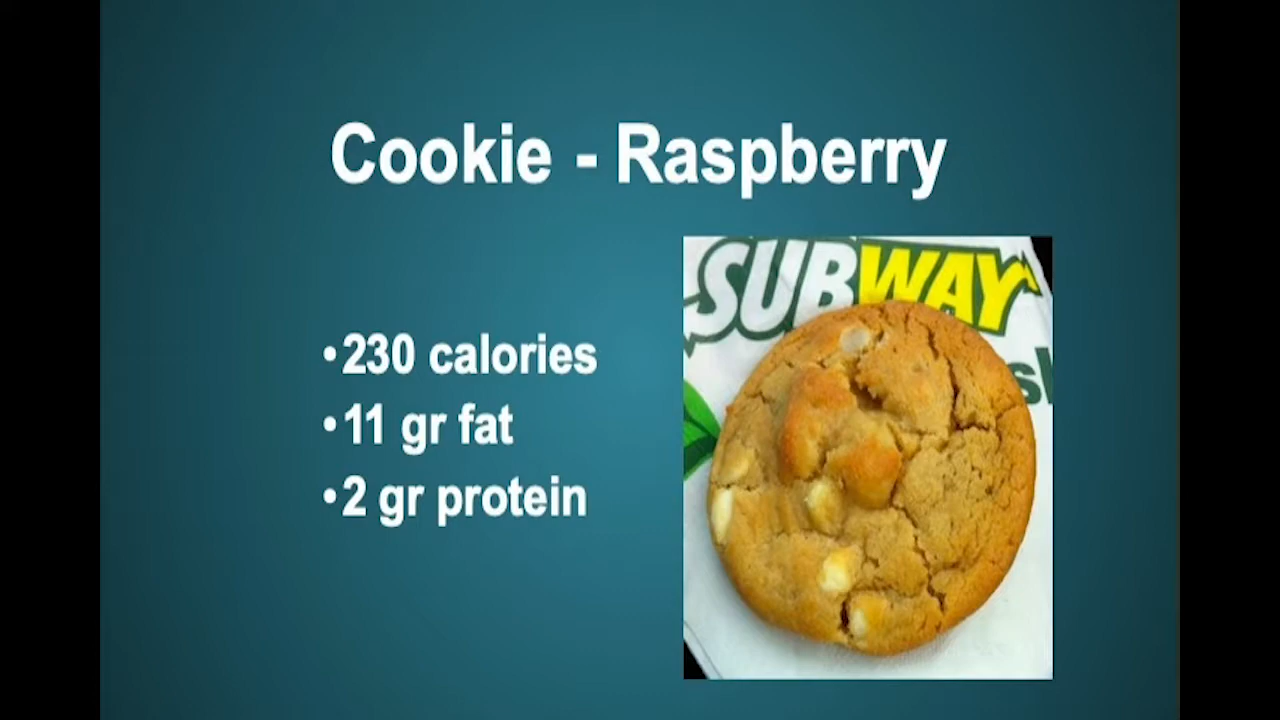 Cookie - Raspberry
SUBWAY
•230 calories
•11 gr fat
•2 gr protein